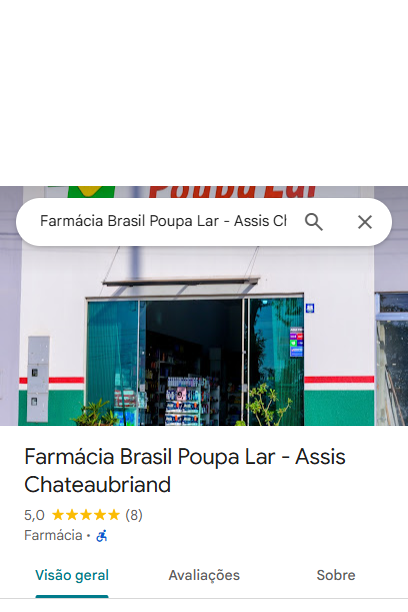 Poupa Lar
Farmácia Brasil Poupa Lar - Assis Ch
Farmácia Brasil Poupa Lar - Assis
Chateaubriand
5,0 ★★★★★ (8)
Farmácia •
Visão geral Avaliações Sobre